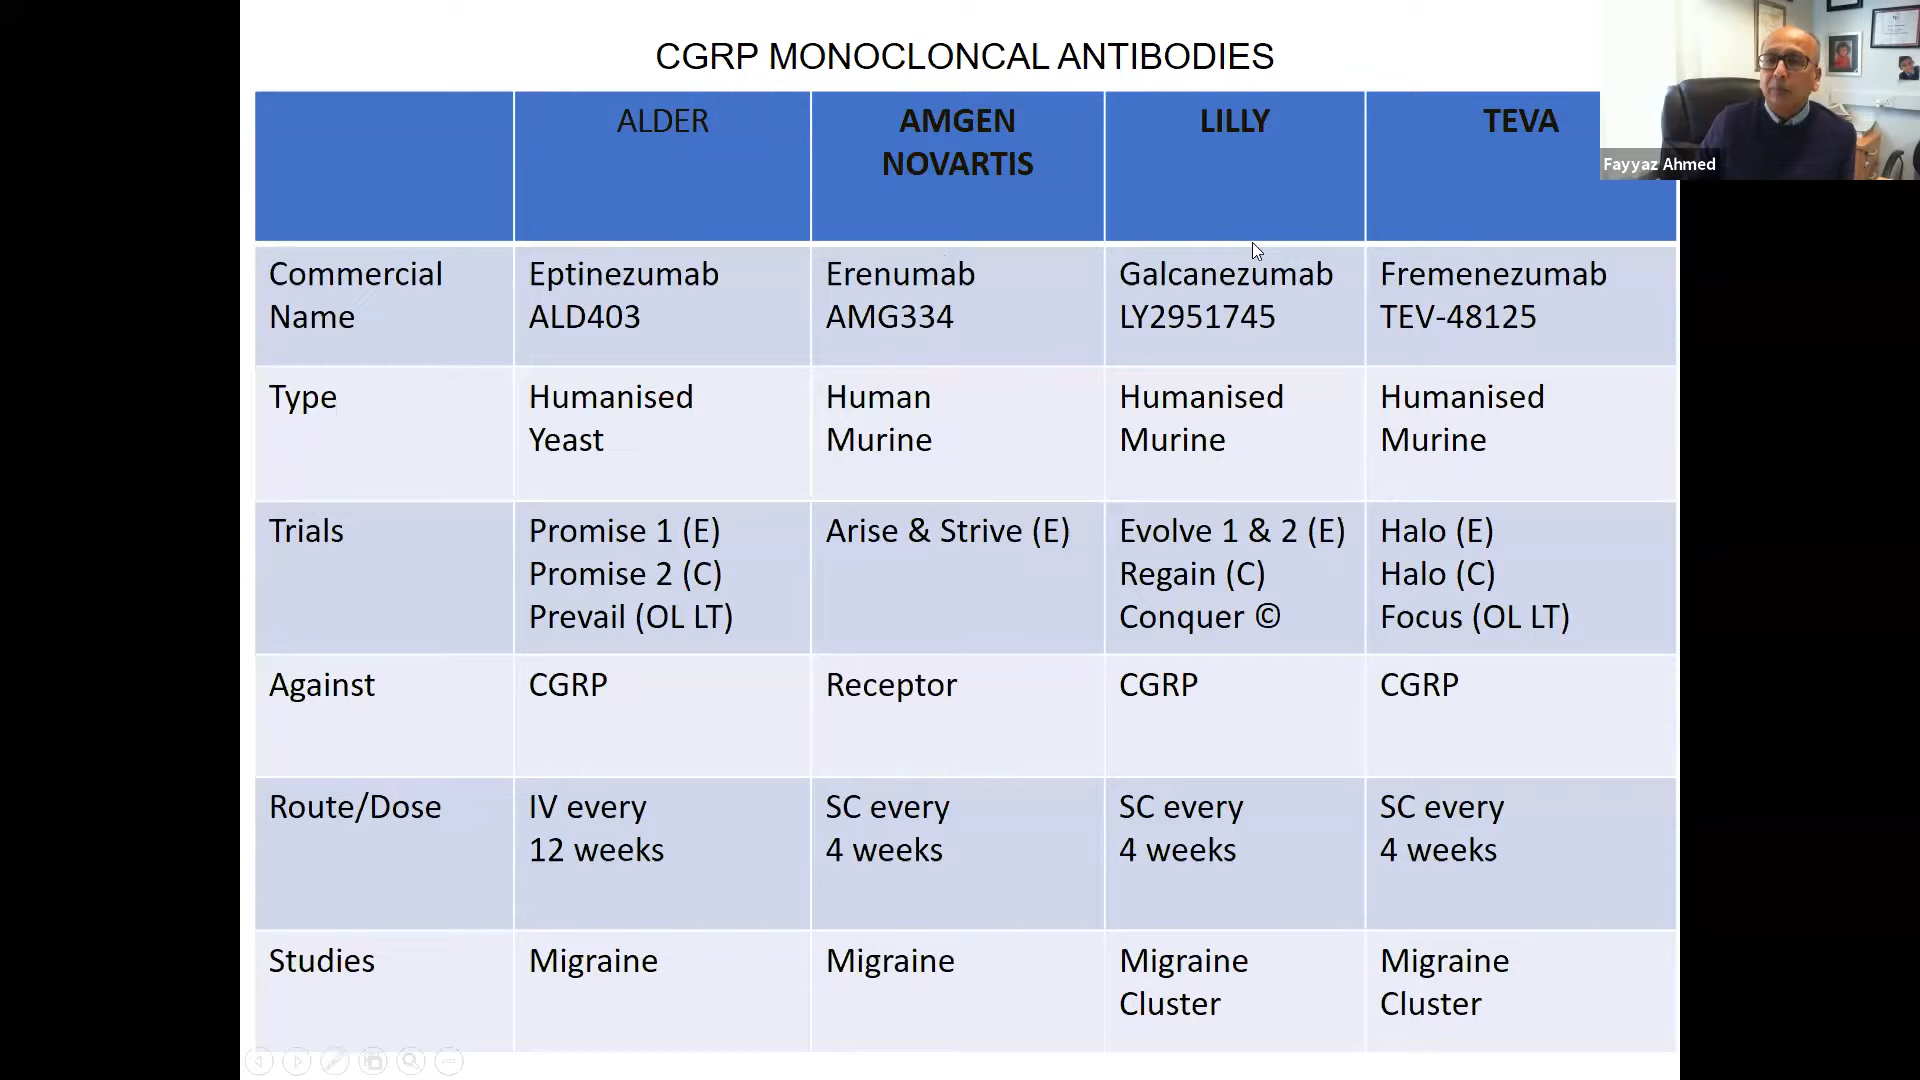 CGRP MONOCLONCAL ANTIBODIES
ALDER
AMGEN
NOVARTIS
LILLY
TEVA
Fayyaz Ahmed
Commercial
Name
Eptinezumab
ALD403
Erenumab
AMG334
Galcanezumab
LY2951745
Fremenezumab
TEV-48125
Type
Humanised
Yeast
Human
Murine
Humanised
Murine
Humanised
Murine
Trials
Promise 1 (E)
Promise 2 (C)
Prevail (OL LT)
Arise & Strive (E)
Evolve 1 & 2 (E)
Regain (C)
Conquer ©
Halo (E)
Halo (C)
Focus (OL LT)
Against
CGRP
Receptor
CGRP
CGRP
Route/Dose
IV every
12 weeks
SC every
4 weeks
SC every
4 weeks
SC every
4 weeks
Studies
Migraine
Migraine
Migraine
Cluster
Migraine
Cluster